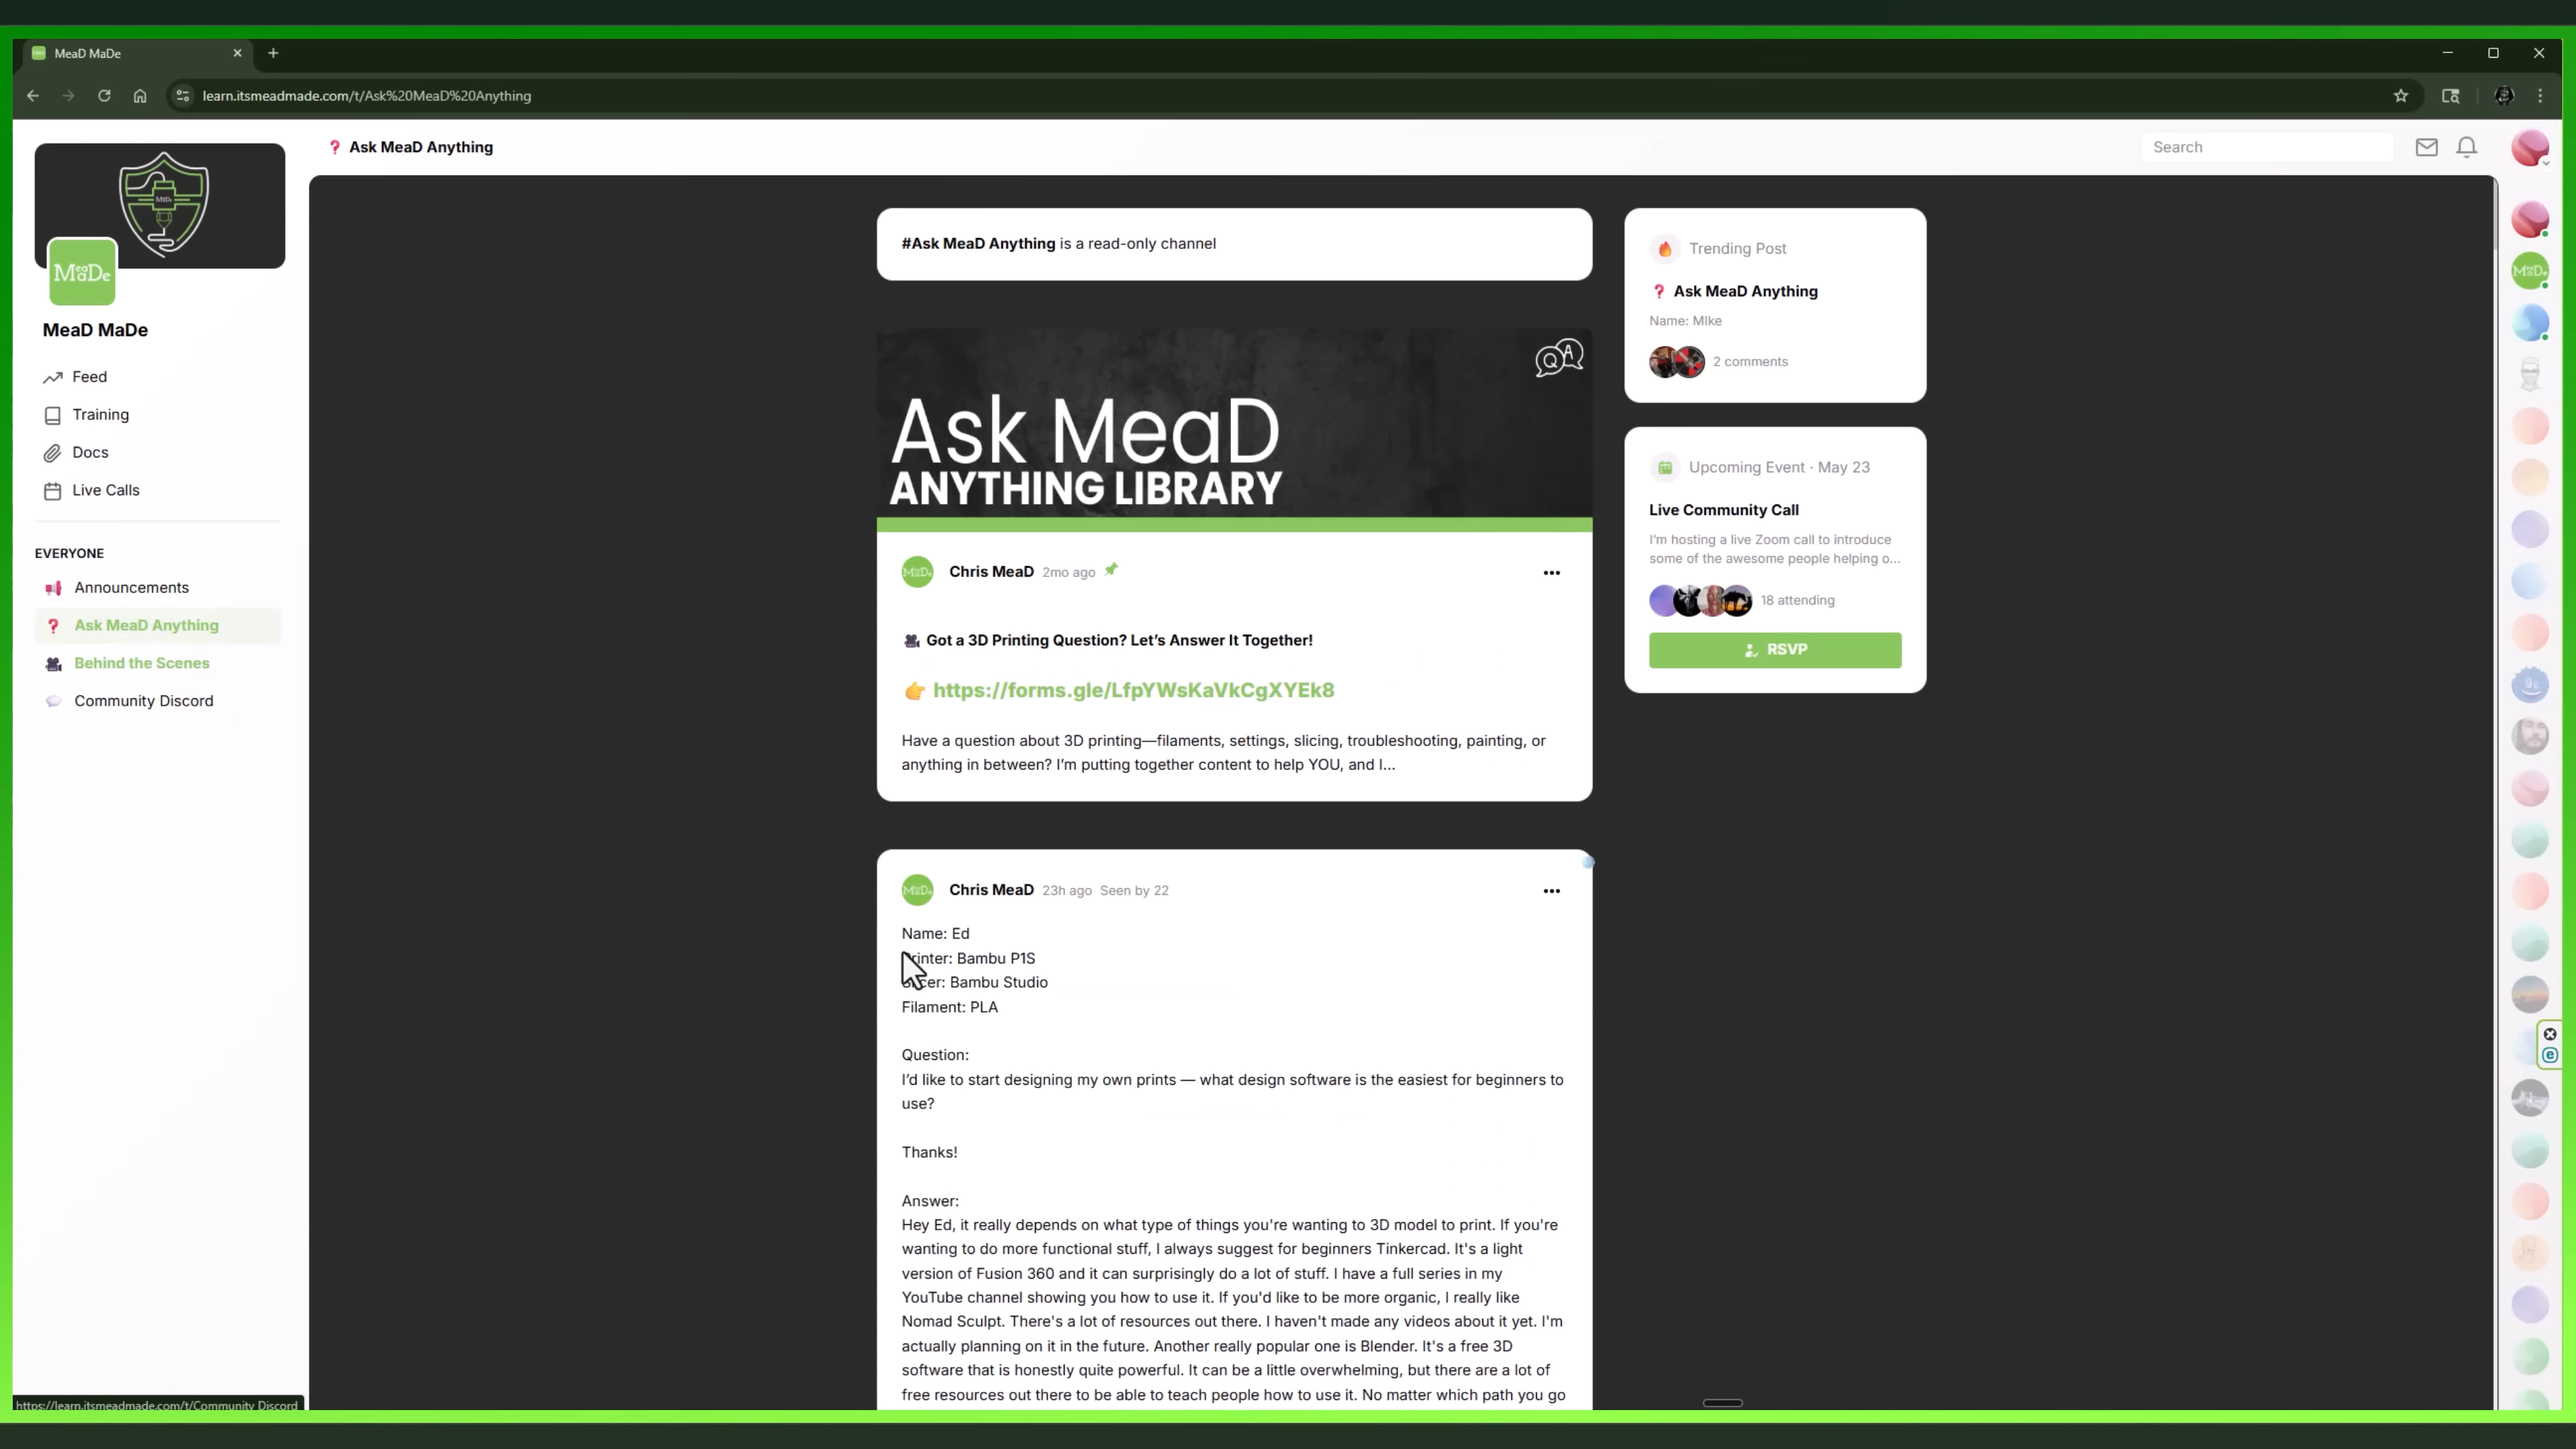 MeaD MaDe
learn.itsmeadmade.com/t/Ask%20MeaD%20Anything
MaDe
MeaDe
MeaD MaDe
Feed
Training
Docs
Live Calls
EVERYONE
Announcements
Ask MeaD Anything
Behind the Scenes
Community Discord
https://learn.itsmeadmade.com/t/Community Discord
❓ Ask MeaD Anything
Search
#Ask MeaD Anything is a read-only channel
Q A
Ask MeaD
ANYTHING LIBRARY
Chris MeaD 2mo ago
🎥 Got a 3D Printing Question? Let’s Answer It Together!
👉 https://forms.gle/LfpYWsKaVkCgXYEk8
Have a question about 3D printing—filaments, settings, slicing, troubleshooting, painting, or
anything in between? I’m putting together content to help YOU, and I...
Chris MeaD 23h ago Seen by 22
Name: Ed
rinter: Bambu P1S
cer: Bambu Studio
Filament: PLA
Question:
I’d like to start designing my own prints — what design software is the easiest for beginners to
use?
Thanks!
Answer:
Hey Ed, it really depends on what type of things you're wanting to 3D model to print. If you're
wanting to do more functional stuff, I always suggest for beginners Tinkercad. It's a light
version of Fusion 360 and it can surprisingly do a lot of stuff. I have a full series in my
YouTube channel showing you how to use it. If you'd like to be more organic, I really like
Nomad Sculpt. There's a lot of resources out there. I haven't made any videos about it yet. I'm
actually planning on it in the future. Another really popular one is Blender. It's a free 3D
software that is honestly quite powerful. It can be a little overwhelming, but there are a lot of
free resources out there to be able to teach people how to use it. No matter which path you go
Trending Post
❓ Ask MeaD Anything
Name: MIke
2 comments
Upcoming Event · May 23
Live Community Call
I’m hosting a live Zoom call to introduce
some of the awesome people helping o...
18 attending
RSVP